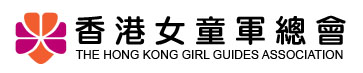 香港女童軍總會
THE HONG KONG GIRL GUIDES ASSOCIATION